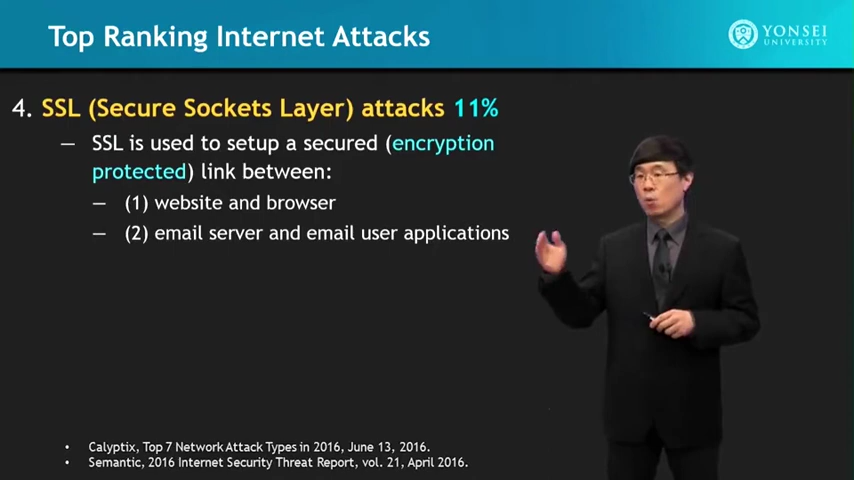 Top Ranking Internet Attacks
YONSEI
UNIVERSITY
4. SSL (Secure Sockets Layer) attacks 11%
— SSL is used to setup a secured (encryption
protected) link between:
— (1) website and browser
— (2) email server and email user applications
• Calyptix, Top 7 Network Attack Types in 2016, June 13, 2016.
• Semantic, 2016 Internet Security Threat Report, vol. 21, April 2016.